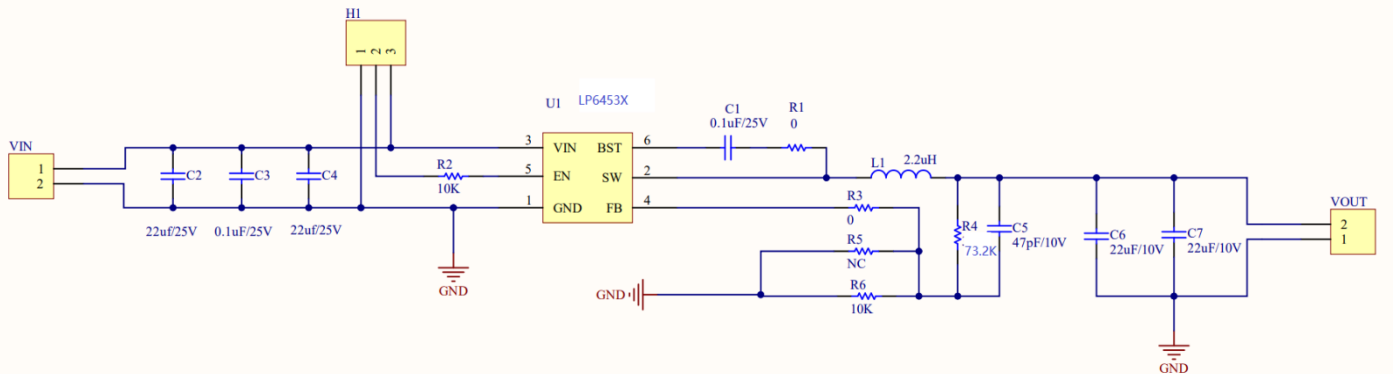 H1
1 2 3
U1 LP6453X
C1
0.1uF/25V
R1
0
VIN
1
2
C2
22uf/25V
C3
0.1uF/25V
C4
22uf/25V
R2
10K
3 VIN BST 6
5 EN SW 2
1 GND FB 4
L1 2.2uH
R3
0
R5
NC
R6
10K
R4
73.2K
C5
47pF/10V
C6
22uF/10V
C7
22uF/10V
VOUT
2
1
GND
GND
GND